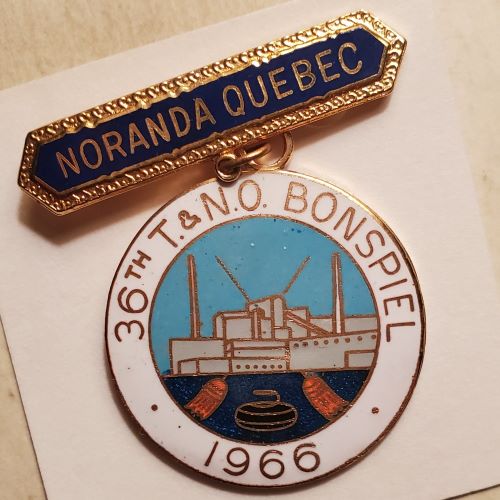 NORANDA QUEBEC
36TH T.&N.O. BONSPIEL
• 1966 •